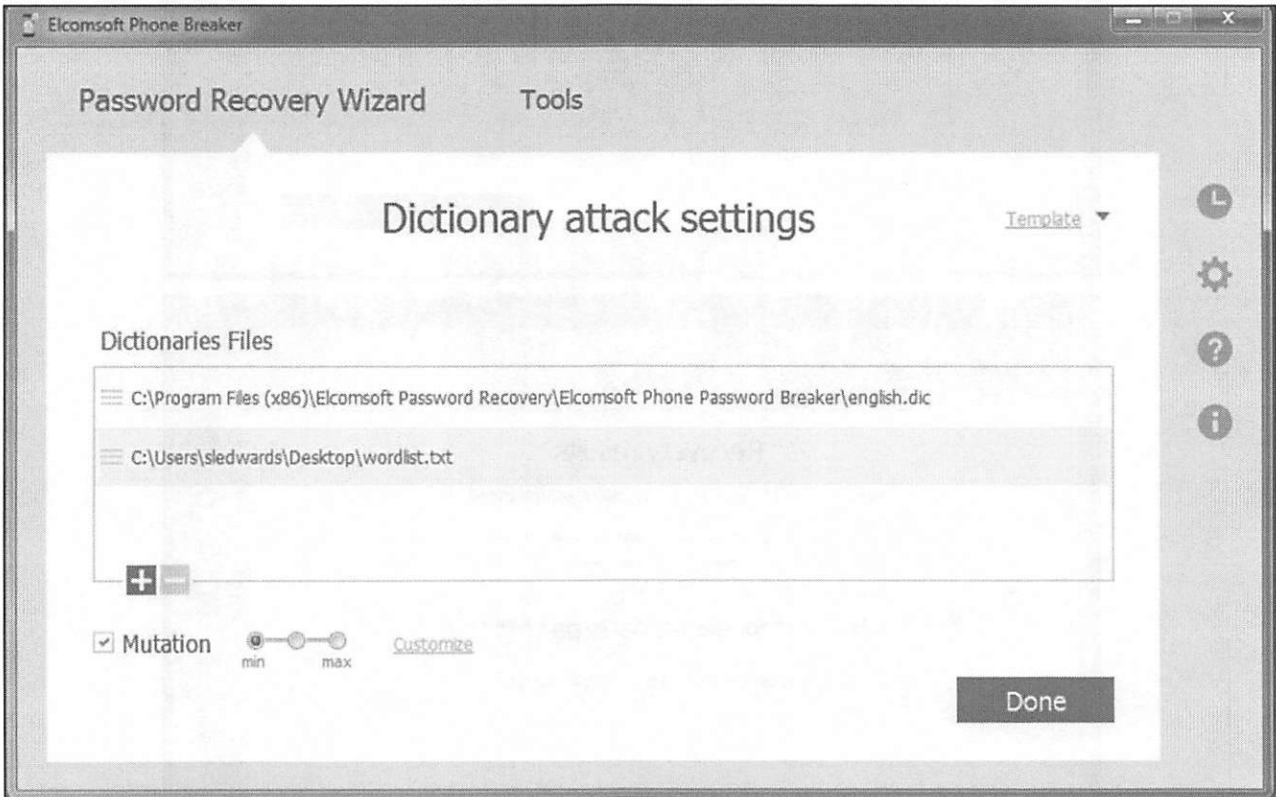 Elcomsoft Phone Breaker
Password Recovery Wizard
Tools
Dictionary attack settings
Template
Dictionaries Files
C:\Program Files (x86)\Elcomsoft Password Recovery\Elcomsoft Phone Password Breaker\english.dic
C:\Users\sledwards\Desktop\wordlist.txt
Mutation
min
max
Customize
Done